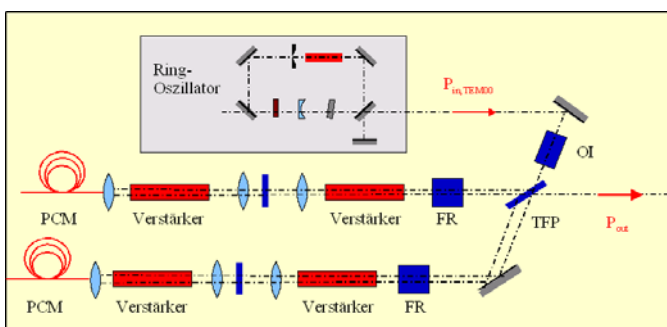 Ring-
Oszillator
P_in,TEM00
OI
PCM
Verstärker
Verstärker
FR
TFP
P_out
PCM
Verstärker
Verstärker
FR